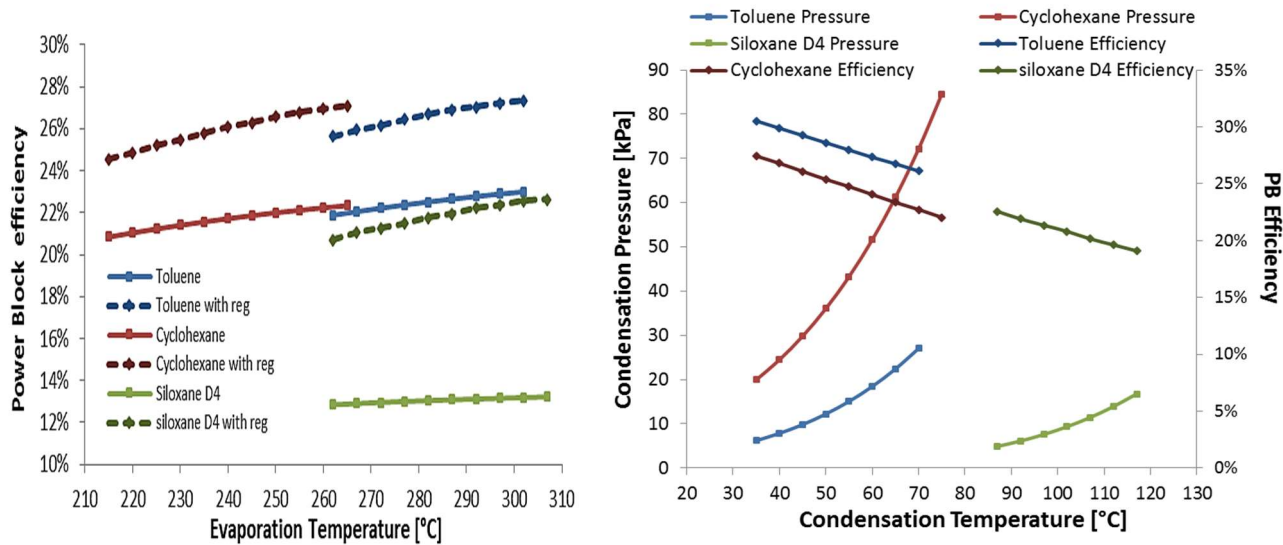 30%
28%
26%
24%
22%
20%
18%
16%
14%
12%
10%
Power Block efficiency
Toluene
Toluene with reg
Cyclohexane
Cyclohexane with reg
Siloxane D4
siloxane D4 with reg
210 220 230 240 250 260 270 280 290 300 310
Evaporation Temperature [°C]
Toluene Pressure Cyclohexane Pressure
Siloxane D4 Pressure Toluene Efficiency
Cyclohexane Efficiency siloxane D4 Efficiency
90
80
70
60
50
40
30
20
10
0
Condensation Pressure [kPa]
35%
30%
25%
20%
15%
10%
5%
0%
PB Efficiency
20 30 40 50 60 70 80 90 100 110 120 130
Condensation Temperature [°C]